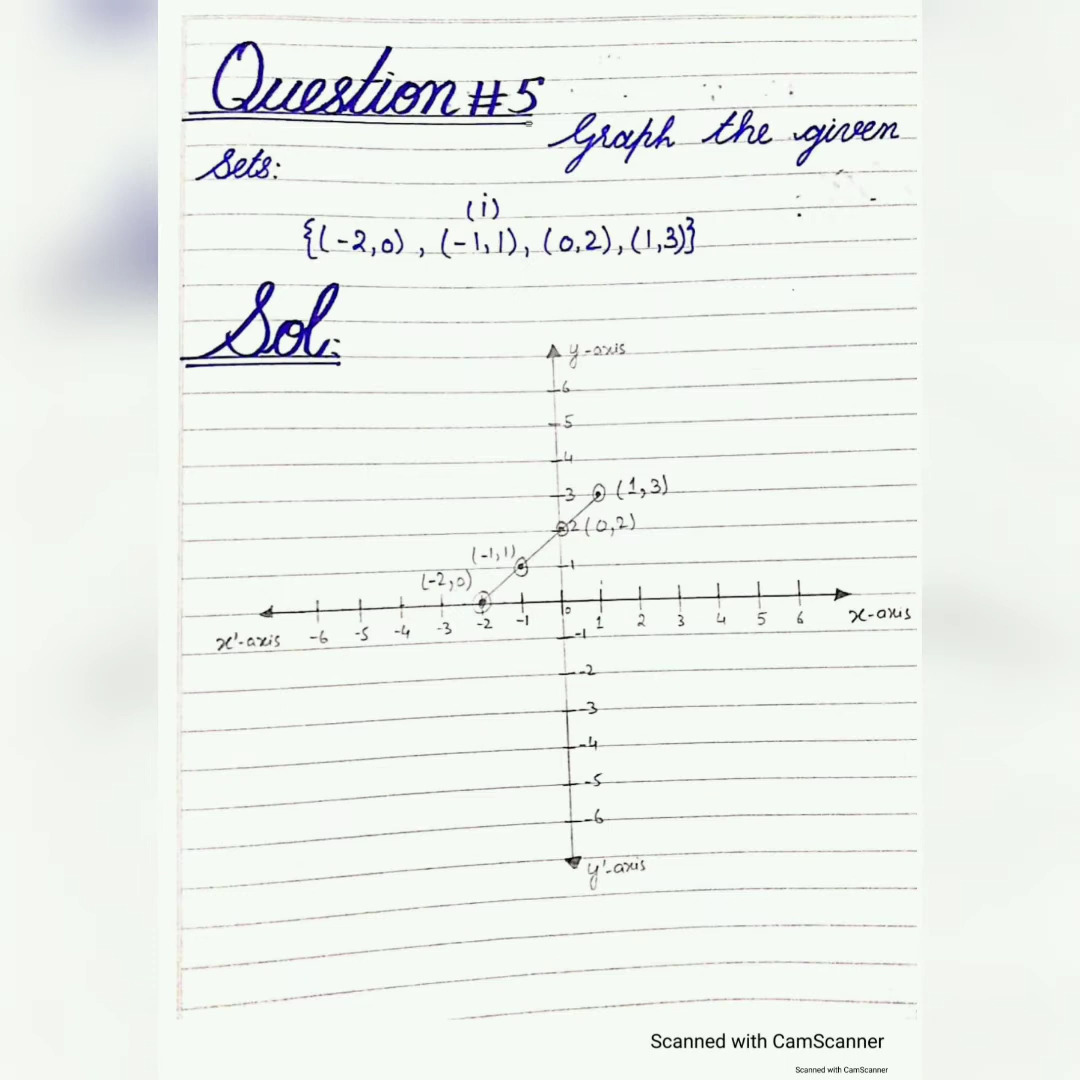 Question #5
Graph the given
Sets:
(i)
{(-2,0), (-1,1), (0,2), (1,3)}
Sol:
y-axis
6
5
4
3 (1,3)
2 (0,2)
(-1,1)
1
(-2,0)
x'-axis -6 -5 -4 -3 -2 -1 0 1 2 3 4 5 6 x-axis
-1
-2
-3
-4
-5
-6
y'-axis
Scanned with CamScanner
Scanned with CamScanner